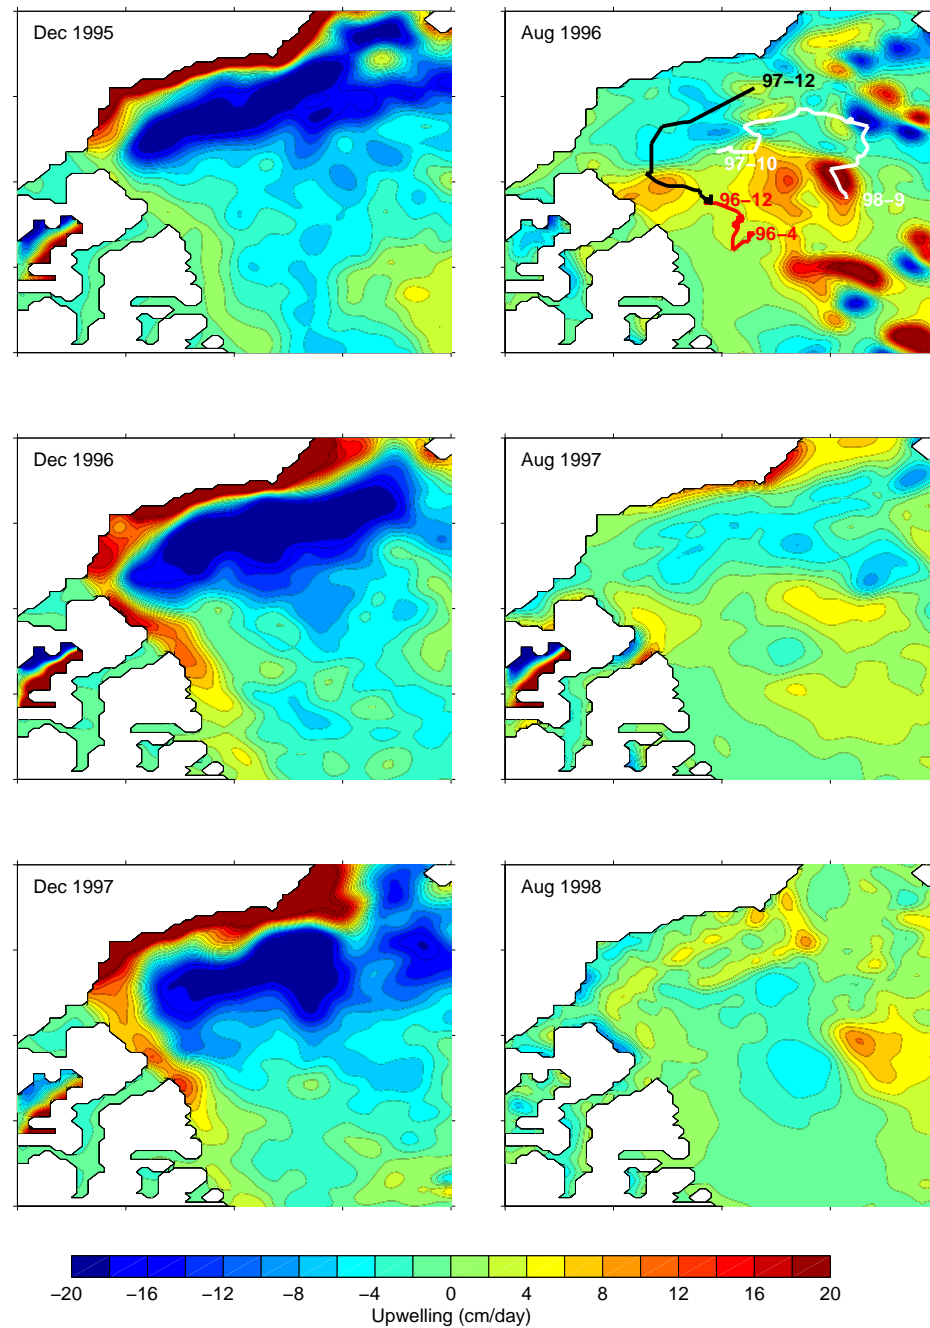 Dec 1995
Aug 1996
97–12
97–10
96–12
98–9
96–4
Dec 1996
Aug 1997
Dec 1997
Aug 1998
−20 −16 −12 −8 −4 0 4 8 12 16 20
Upwelling (cm/day)